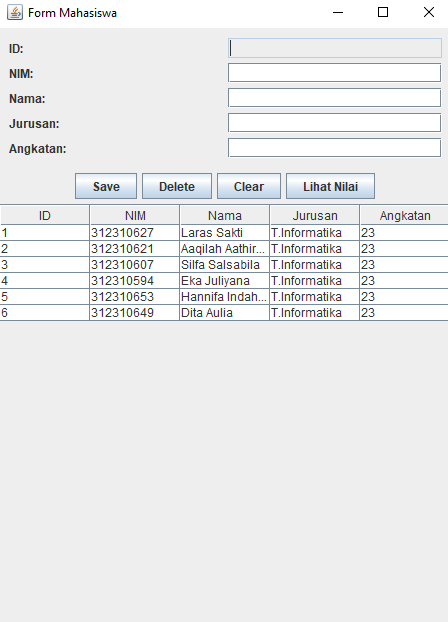 Form Mahasiswa
ID:
NIM:
Nama:
Jurusan:
Angkatan:
Save Delete Clear Lihat Nilai
ID NIM Nama Jurusan Angkatan
1 312310627 Laras Sakti T.Informatika 23
2 312310621 Aaqilah Aathir... T.Informatika 23
3 312310607 Silfa Salsabila T.Informatika 23
4 312310594 Eka Juliyana T.Informatika 23
5 312310653 Hannifa Indah... T.Informatika 23
6 312310649 Dita Aulia T.Informatika 23